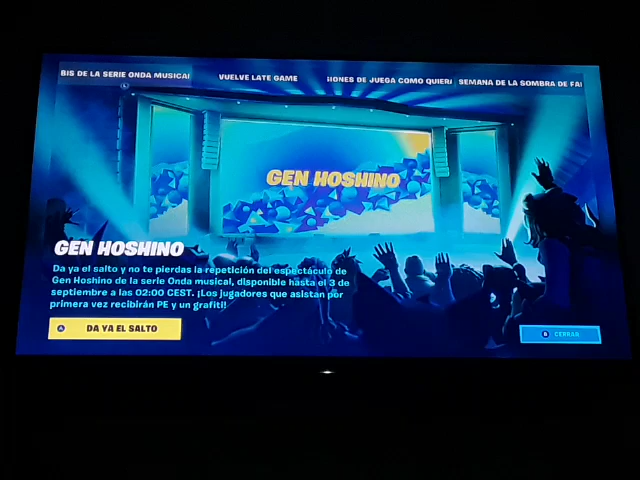 BIS DE LA SERIE ONDA MUSICAL
VUELVE LATE GAME
IONES DE JUEGA COMO QUIERA
SEMANA DE LA SOMBRA DE FA
GEN HOSHINO
GEN HOSHINO
Da ya el salto y no te pierdas la repetición del espectáculo de
Gen Hoshino de la serie Onda musical, disponible hasta el 3 de
septiembre a las 02:00 CEST. ¡Los jugadores que asistan por
primera vez recibirán PE y un grafiti!
A DA YA EL SALTO
B CERRAR